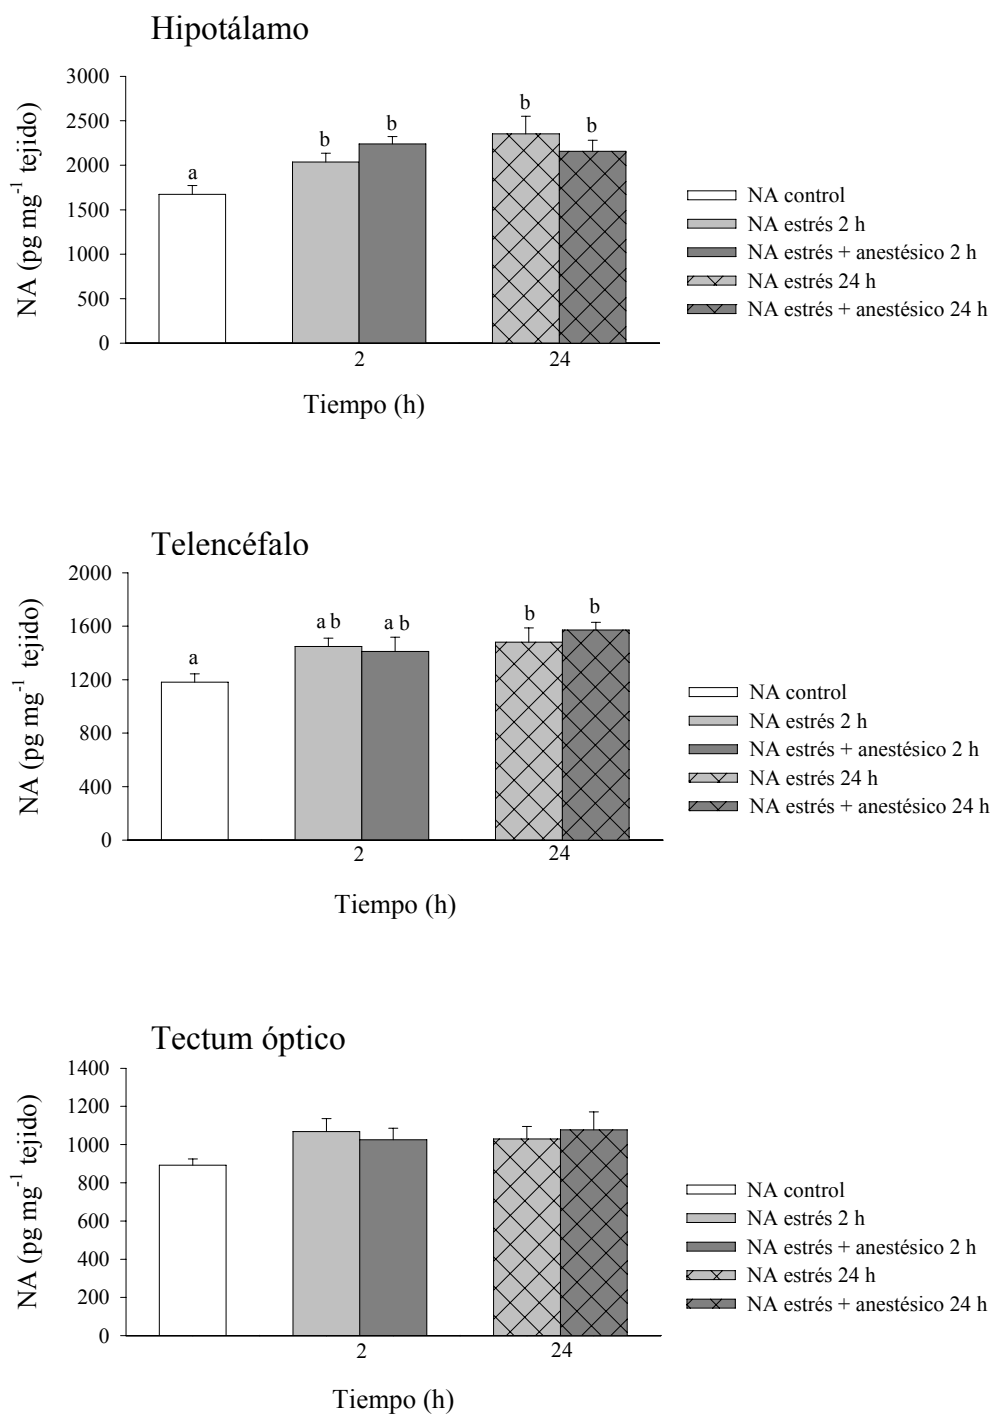 Hipotálamo
3000
2500
2000
1500
1000
500
0
NA (pg mg-1 tejido)
a
b
b
b
b
2
24
Tiempo (h)
NA control
NA estrés 2 h
NA estrés + anestésico 2 h
NA estrés 24 h
NA estrés + anestésico 24 h
Telencéfalo
2000
1600
1200
800
400
0
NA (pg mg-1 tejido)
a
a b
a b
b
b
2
24
Tiempo (h)
NA control
NA estrés 2 h
NA estrés + anestésico 2 h
NA estrés 24 h
NA estrés + anestésico 24 h
Tectum óptico
1400
1200
1000
800
600
400
200
0
NA (pg mg-1 tejido)
2
24
Tiempo (h)
NA control
NA estrés 2 h
NA estrés + anestésico 2 h
NA estrés 24 h
NA estrés + anestésico 24 h